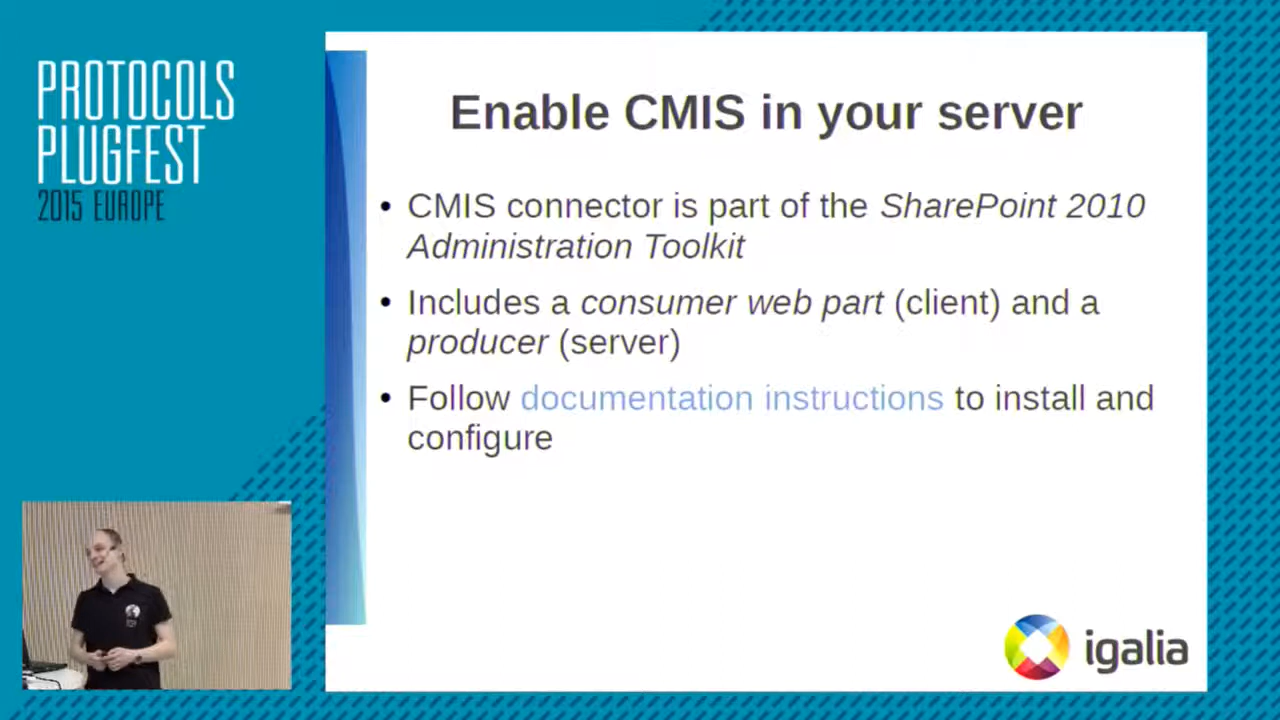 PROTOCOLS
PLUGFEST
2015 EUROPE
Enable CMIS in your server
• CMIS connector is part of the SharePoint 2010
Administration Toolkit
• Includes a consumer web part (client) and a
producer (server)
• Follow documentation instructions to install and
configure
igalia